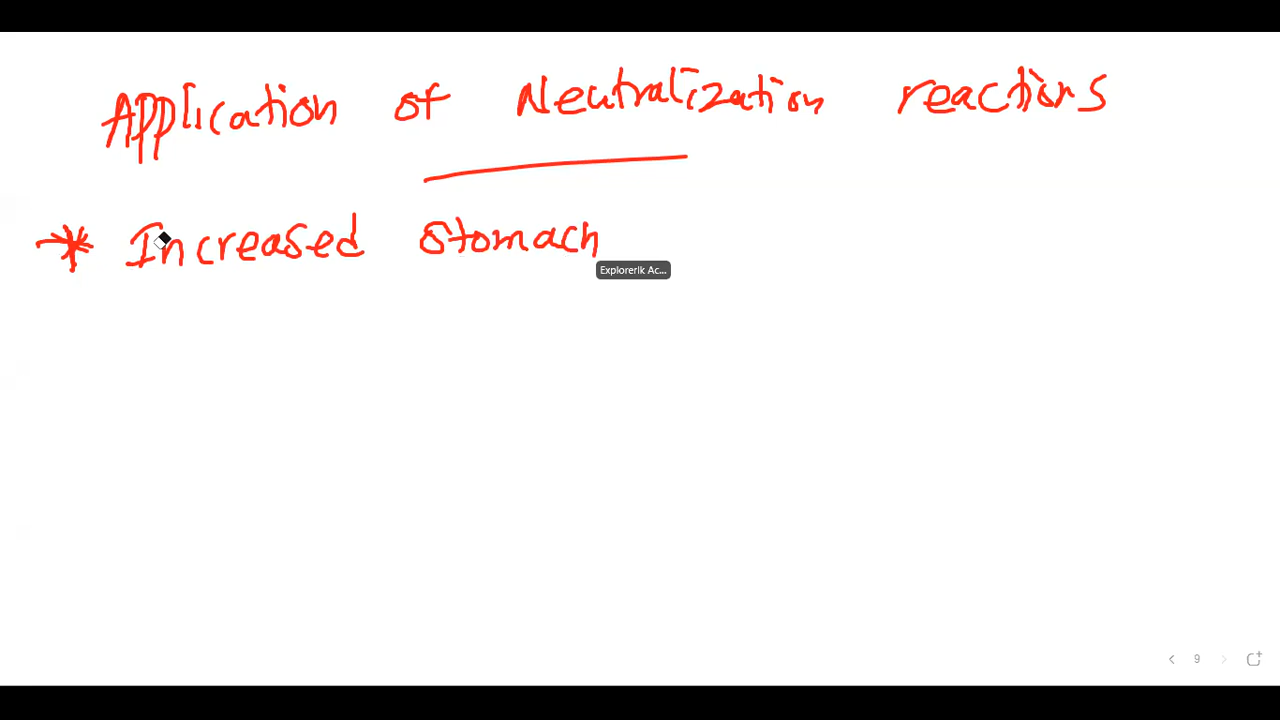 Application of Neutralization reactions
* Increased stomach
Explorerik Ac...
9